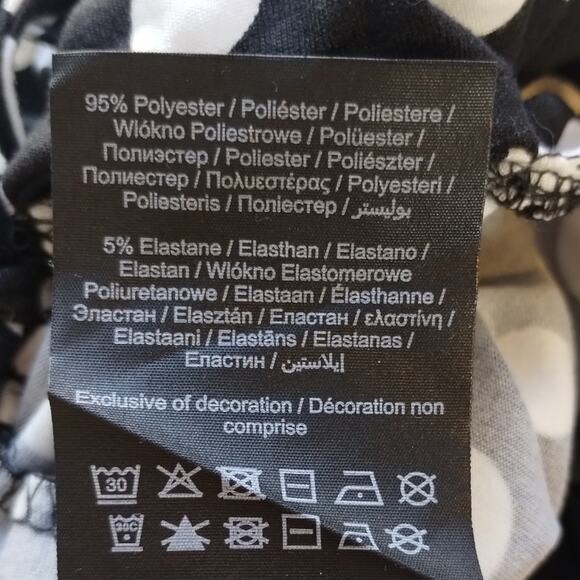 95% Polyester / Poliéster / Poliestere /
Wlókno Poliestrowe / Polüester /
Полиэстер / Poliester / Poliészter /
Полиестер / Πολυεστέρας / Polyesteri /
Poliesteris / Поліестер / بوليستر
5% Elastane / Elasthan / Elastano /
Elastan / Wlókno Elastomerowe
Poliuretanowe / Elastaan / Élasthanne /
Эластан / Elasztán / Еластан / ελαστίνη /
Elastaani / Elastāns / Elastanas /
Еластин / إيلاستين
Exclusive of decoration / Décoration non
comprise
30
30C